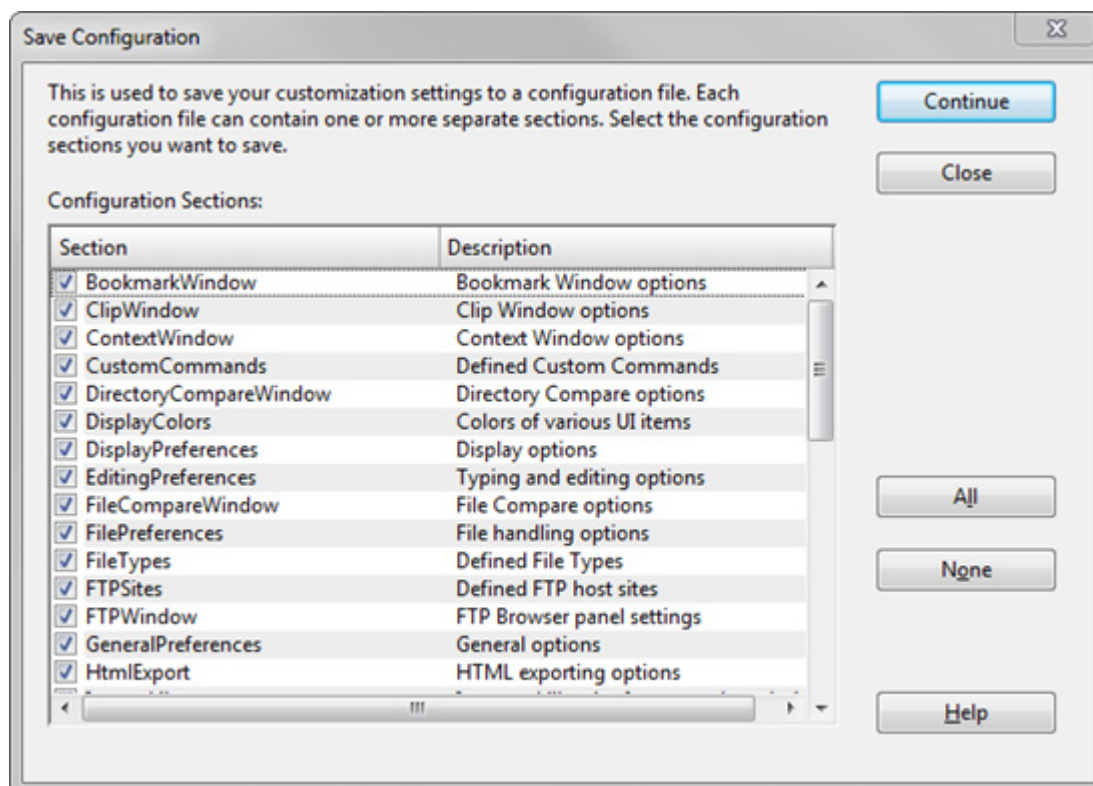 Save Configuration
This is used to save your customization settings to a configuration file. Each
configuration file can contain one or more separate sections. Select the configuration
sections you want to save.
Continue
Close
Configuration Sections:
Section Description
BookmarkWindow Bookmark Window options
ClipWindow Clip Window options
ContextWindow Context Window options
CustomCommands Defined Custom Commands
DirectoryCompareWindow Directory Compare options
DisplayColors Colors of various UI items
DisplayPreferences Display options
EditingPreferences Typing and editing options
FileCompareWindow File Compare options
FilePreferences File handling options
FileTypes Defined File Types
FTPSites Defined FTP host sites
FTPWindow FTP Browser panel settings
GeneralPreferences General options
HtmlExport HTML exporting options
All
None
Help